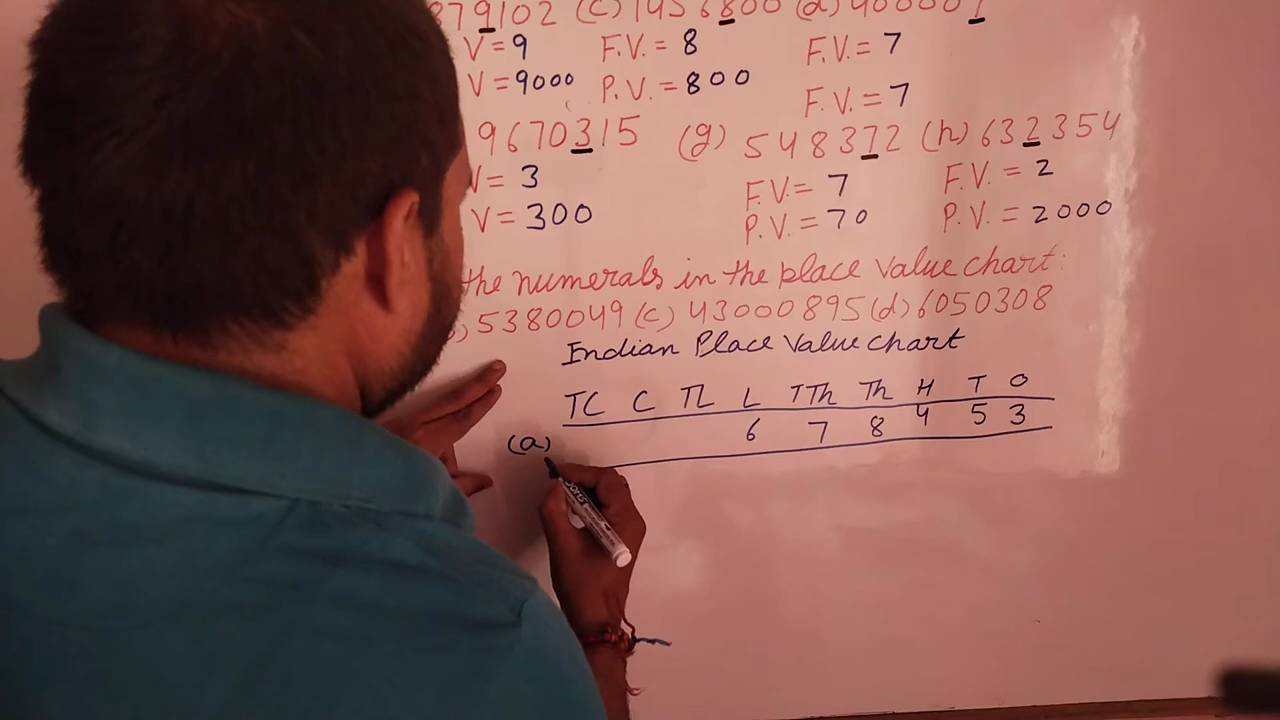 879102 (c) 1456800 (d) 400007
V = 9 F.V. = 8 F.V. = 7
V = 9000 P.V. = 800 F.V. = 7
9670315 (g) 548372 (h) 632354
V = 3 F.V. = 7 F.V. = 2
V = 300 P.V. = 70 P.V. = 2000
the numerals in the place value chart:
5380049 (c) 43000895 (d) 6050308
Indian Place Value chart
TC C TL L TTh Th H T O
(a) 6 7 8 4 5 3